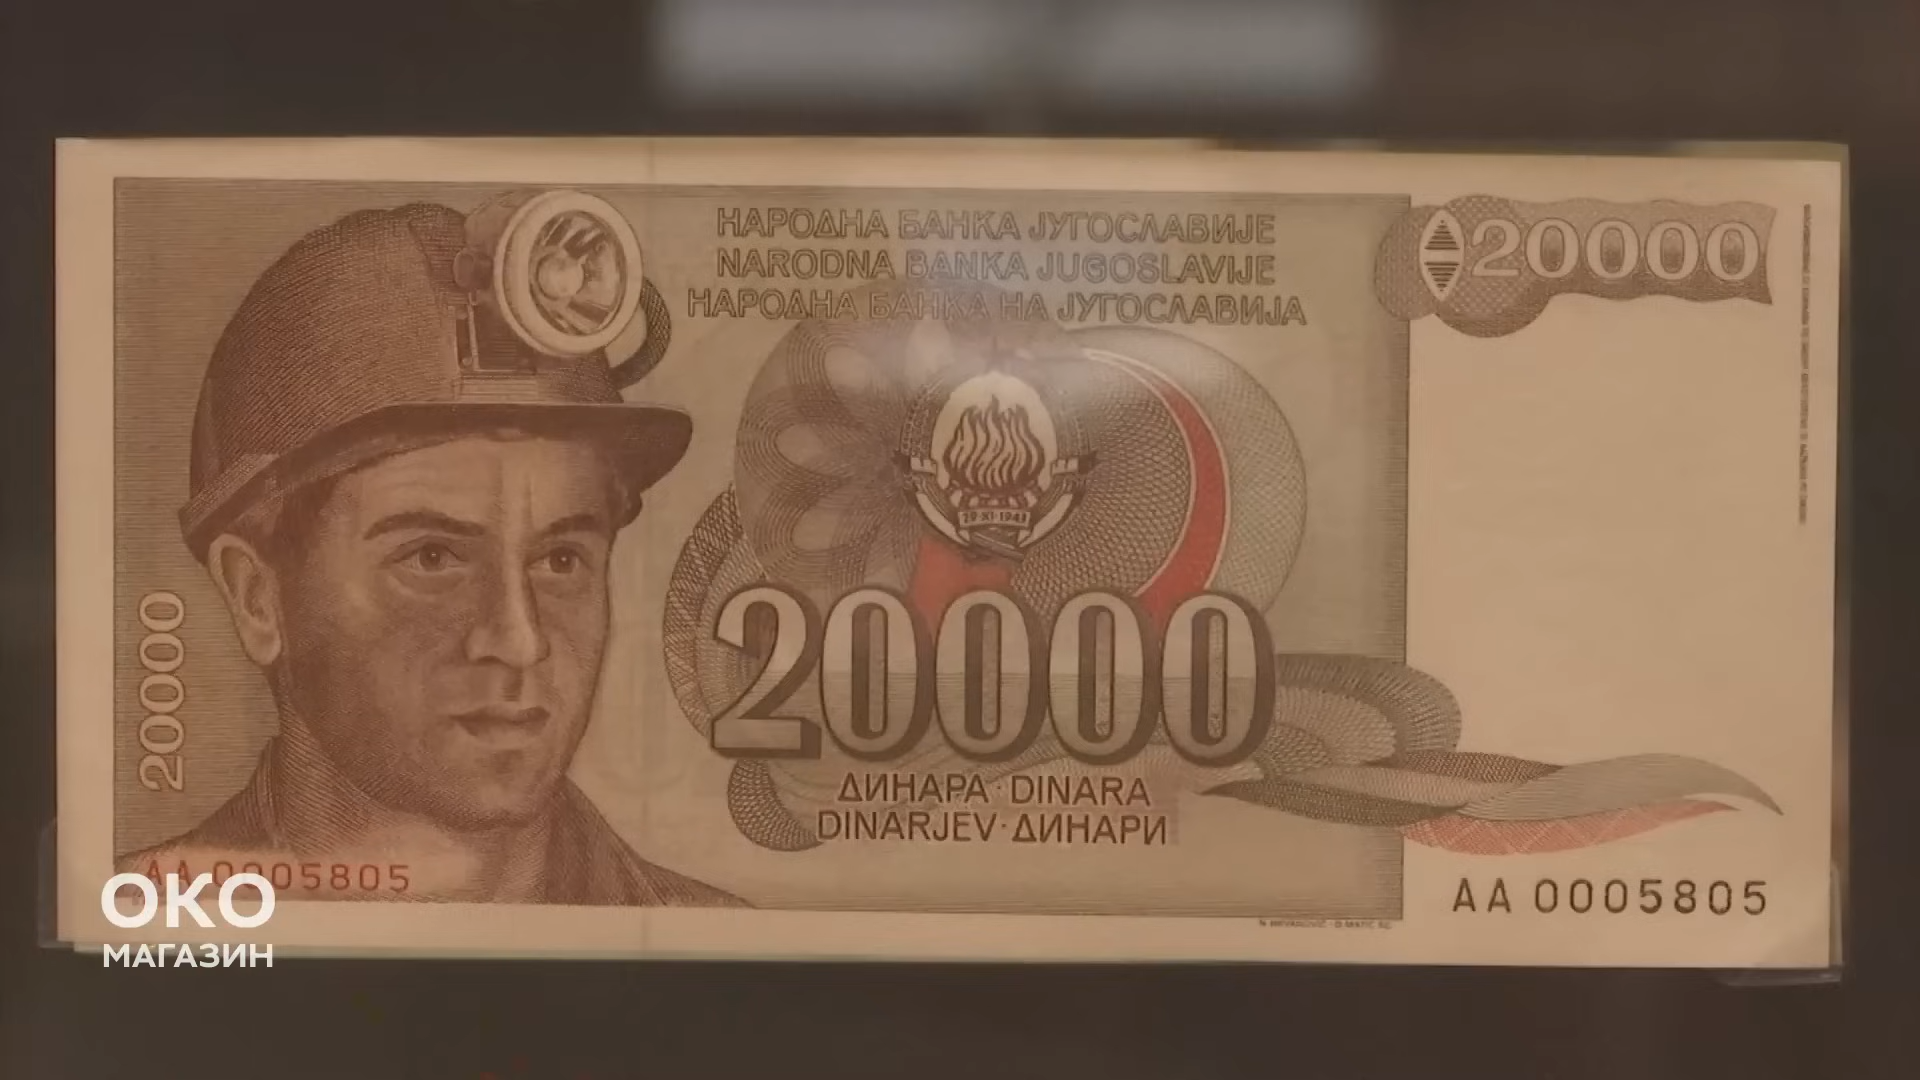 НАРОДНА БАНКА ЈУГОСЛАВИЈЕ
NARODNA BANKA JUGOSLAVIJE
НАРОДНА БАНКА НА ЈУГОСЛАВИЈА
20000
29·XI·1943
20000
20000
ДИНАРА · DINARA
DINARJEV · ДИНАРИ
AA 0005805
AA 0005805
ОКО
МАГАЗИН